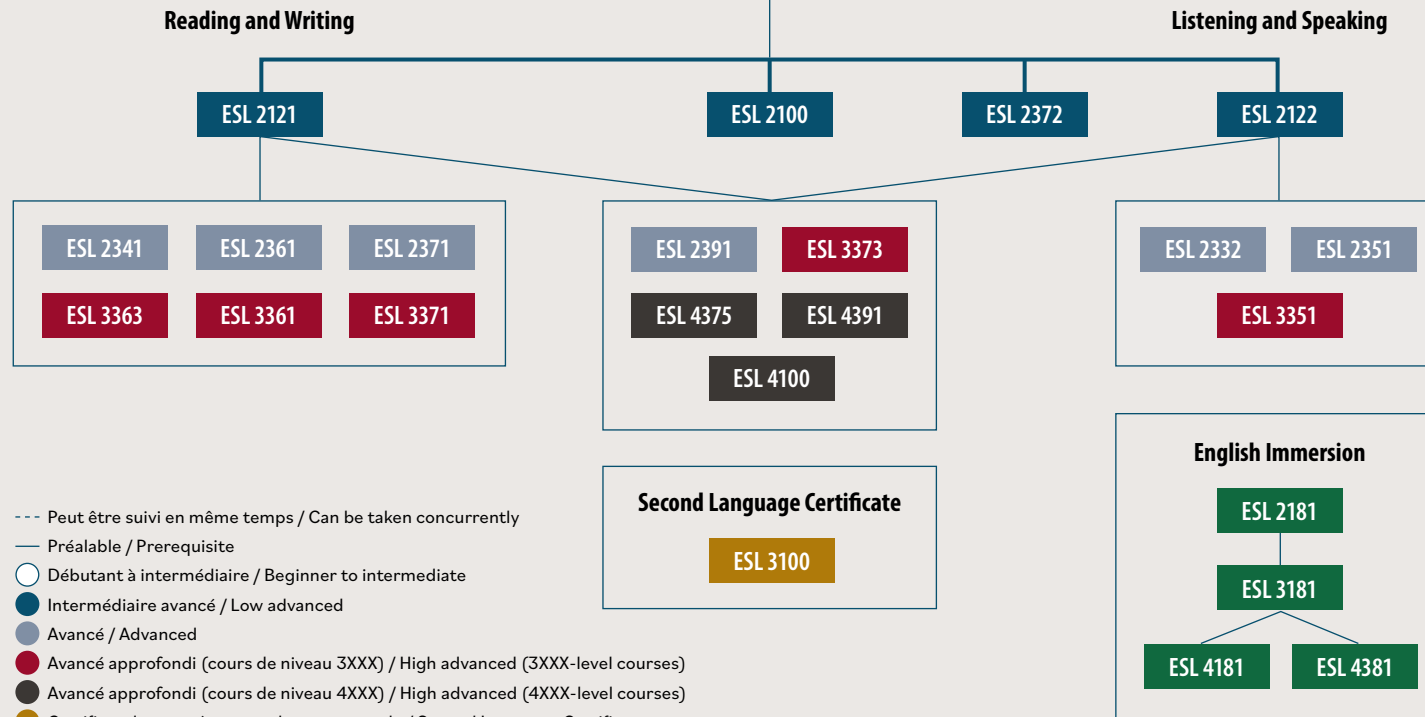 Reading and Writing
Listening and Speaking
ESL 2121
ESL 2100
ESL 2372
ESL 2122
ESL 2341
ESL 2361
ESL 2371
ESL 3363
ESL 3361
ESL 3371
ESL 2391
ESL 3373
ESL 4375
ESL 4391
ESL 4100
ESL 2332
ESL 2351
ESL 3351
Second Language Certificate
ESL 3100
English Immersion
ESL 2181
ESL 3181
ESL 4181
ESL 4381
Peut être suivi en même temps / Can be taken concurrently
Préalable / Prerequisite
Débutant à intermédiaire / Beginner to intermediate
Intermédiaire avancé / Low advanced
Avancé / Advanced
Avancé approfondi (cours de niveau 3XXX) / High advanced (3XXX-level courses)
Avancé approfondi (cours de niveau 4XXX) / High advanced (4XXX-level courses)